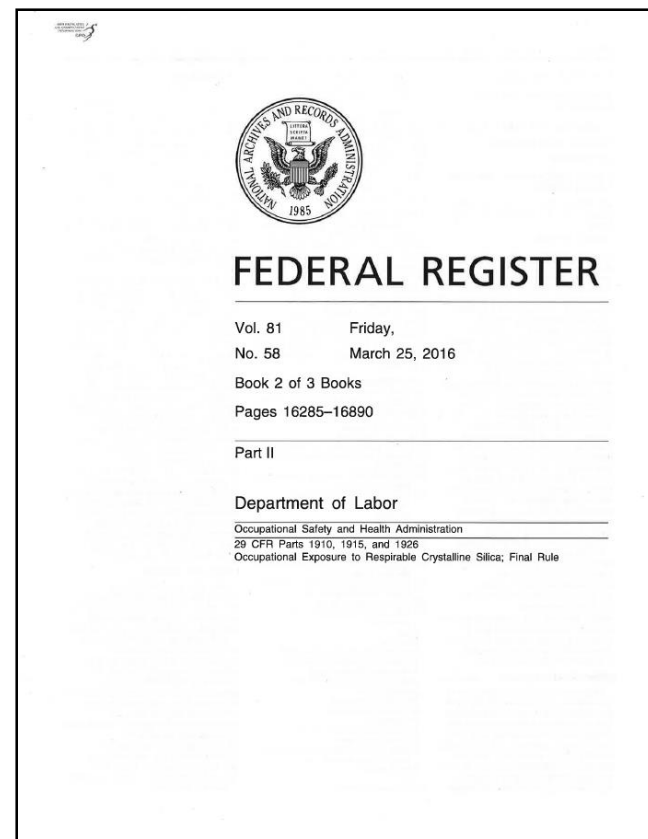 GPO
NATIONAL ARCHIVES AND RECORDS ADMINISTRATION
LITTERA
SCRIPTA
MANET
1985
FEDERAL REGISTER
Vol. 81 Friday,
No. 58 March 25, 2016
Book 2 of 3 Books
Pages 16285–16890
Part II
Department of Labor
Occupational Safety and Health Administration
29 CFR Parts 1910, 1915, and 1926
Occupational Exposure to Respirable Crystalline Silica; Final Rule